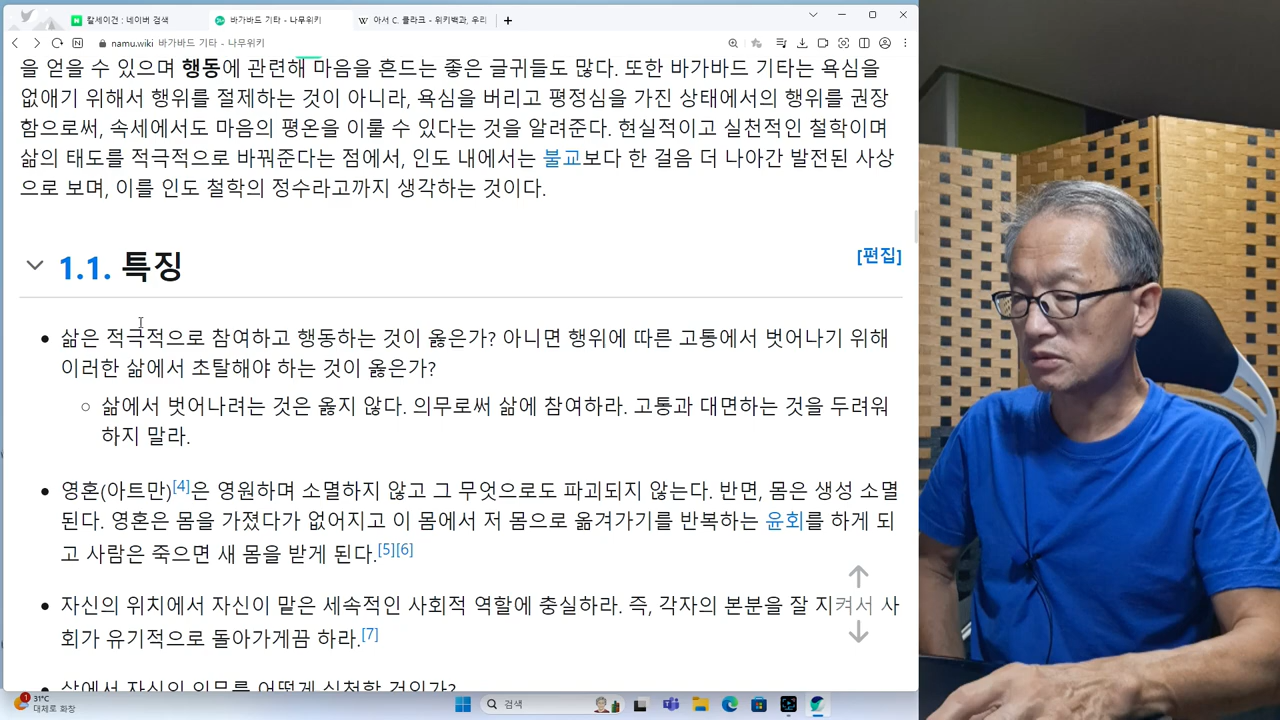 칼세이건 : 네이버 검색
바가바드 기타 - 나무위키
W 아서 C. 클라크 - 위키백과, 우리
namu.wiki 바가바드 기타 - 나무위키
을 얻을 수 있으며 행동에 관련해 마음을 흔드는 좋은 글귀들도 많다. 또한 바가바드 기타는 욕심을
없애기 위해서 행위를 절제하는 것이 아니라, 욕심을 버리고 평정심을 가진 상태에서의 행위를 권장
함으로써, 속세에서도 마음의 평온을 이룰 수 있다는 것을 알려준다. 현실적이고 실천적인 철학이며
삶의 태도를 적극적으로 바꿔준다는 점에서, 인도 내에서는 불교보다 한 걸음 더 나아간 발전된 사상
으로 보며, 이를 인도 철학의 정수라고까지 생각하는 것이다.
1.1. 특징
[편집]
삶은 적극적으로 참여하고 행동하는 것이 옳은가? 아니면 행위에 따른 고통에서 벗어나기 위해
이러한 삶에서 초탈해야 하는 것이 옳은가?
삶에서 벗어나려는 것은 옳지 않다. 의무로써 삶에 참여하라. 고통과 대면하는 것을 두려워
하지 말라.
영혼(아트만)[4]은 영원하며 소멸하지 않고 그 무엇으로도 파괴되지 않는다. 반면, 몸은 생성 소멸
된다. 영혼은 몸을 가졌다가 없어지고 이 몸에서 저 몸으로 옮겨가기를 반복하는 윤회를 하게 되
고 사람은 죽으면 새 몸을 받게 된다.[5][6]
자신의 위치에서 자신이 맡은 세속적인 사회적 역할에 충실하라. 즉, 각자의 본분을 잘 지켜서 사
회가 유기적으로 돌아가게끔 하라.[7]
삶에서 자신의 의무를 어떻게 실천할 것인가?
1
31°C
대체로 화창
검색